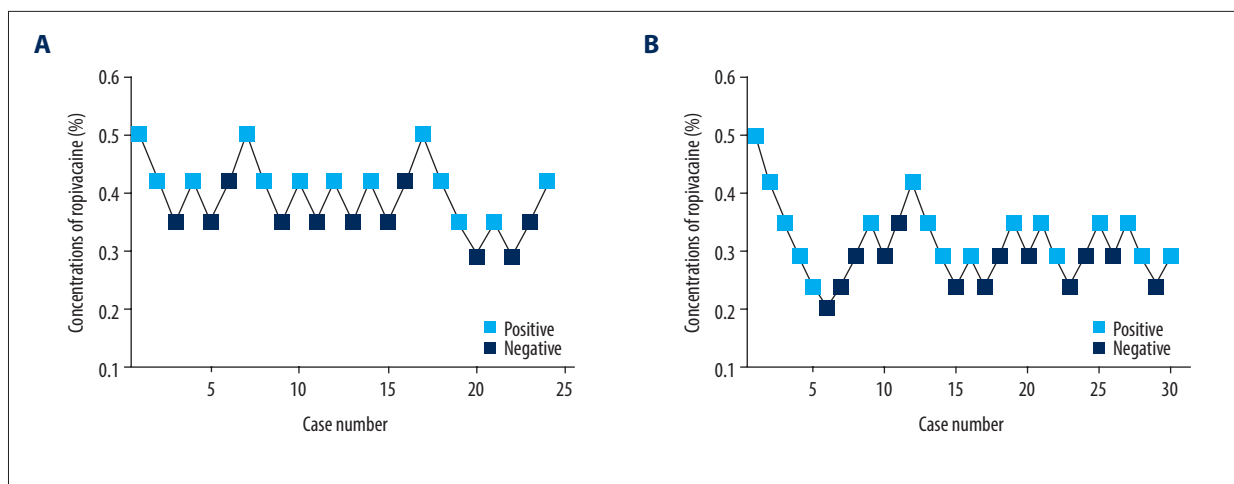 A
Concentrations of ropivacaine (%)
0.6
0.5
0.4
0.3
0.2
0.1
Positive
Negative
5 10 15 20 25
Case number
B
Concentrations of ropivacaine (%)
0.6
0.5
0.4
0.3
0.2
0.1
Positive
Negative
5 10 15 20 25 30
Case number